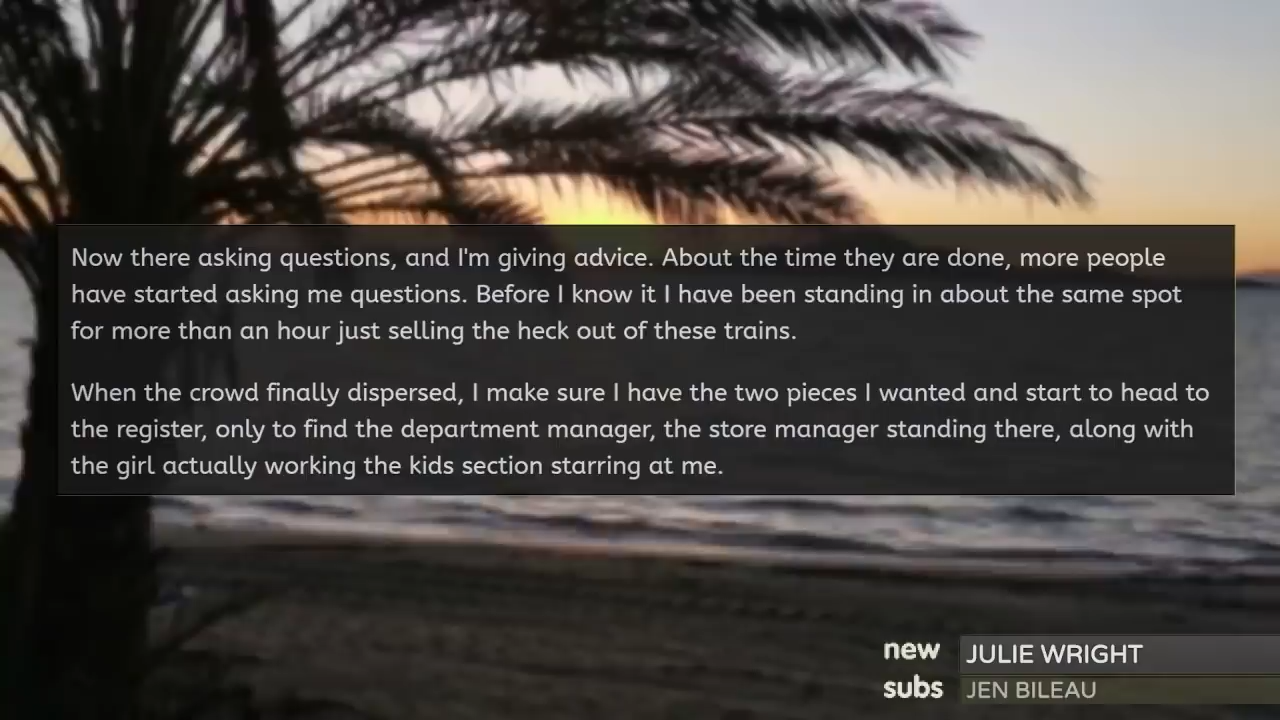 Now there asking questions, and I'm giving advice. About the time they are done, more people
have started asking me questions. Before I know it I have been standing in about the same spot
for more than an hour just selling the heck out of these trains.
When the crowd finally dispersed, I make sure I have the two pieces I wanted and start to head to
the register, only to find the department manager, the store manager standing there, along with
the girl actually working the kids section starring at me.
new JULIE WRIGHT
subs JEN BILEAU